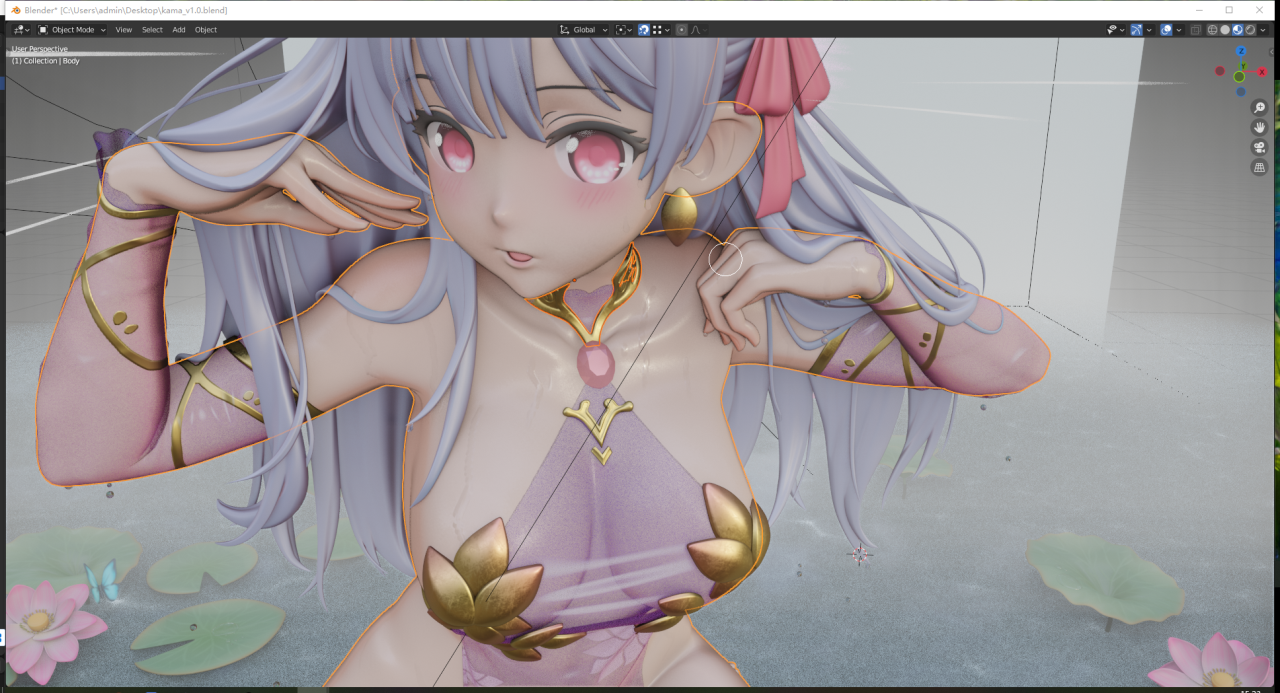 Blender* [C:\Users\admin\Desktop\kama_v1.0.blend]
Object Mode View Select Add Object Global
User Perspective
(1) Collection | Body
Z
Y
X